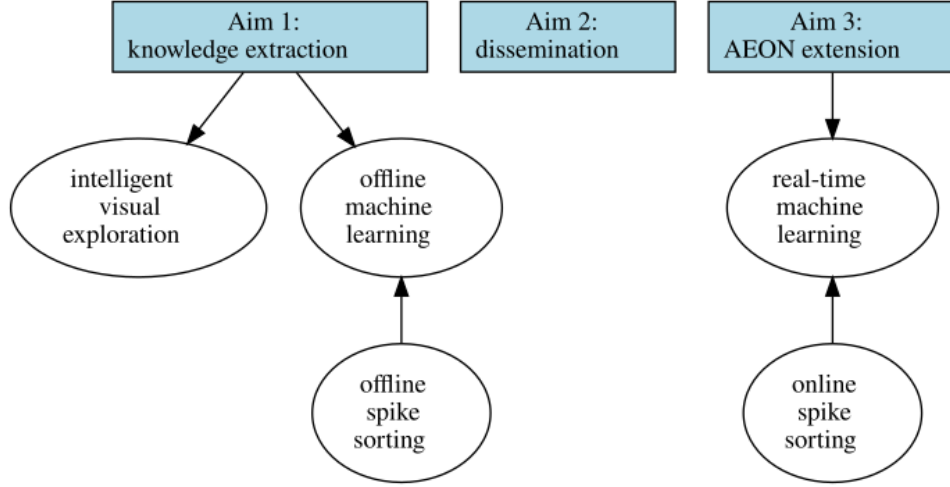 Aim 1:
knowledge extraction
Aim 2:
dissemination
Aim 3:
AEON extension
intelligent
visual
exploration
offline
machine
learning
real-time
machine
learning
offline
spike
sorting
online
spike
sorting